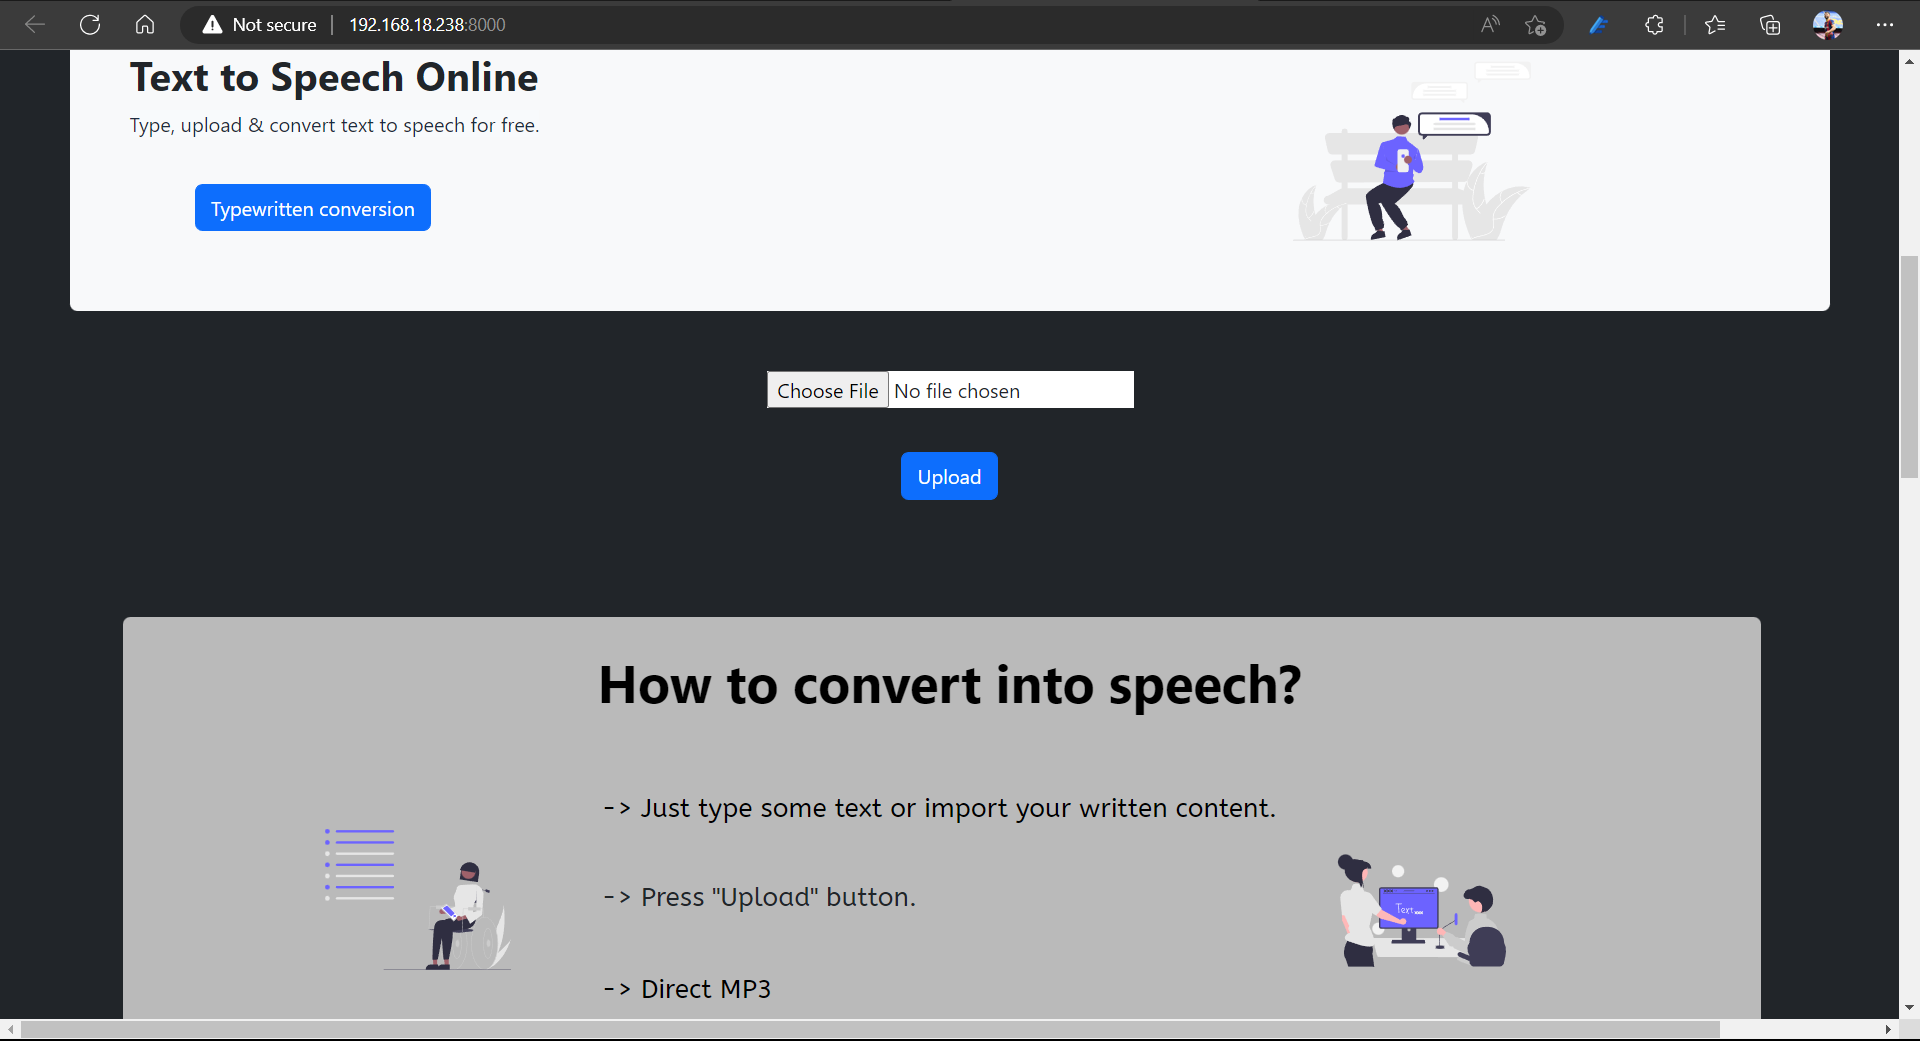 Not secure
192.168.18.238:8000
Text to Speech Online
Type, upload & convert text to speech for free.
Typewritten conversion
Choose File No file chosen
Upload
How to convert into speech?
-> Just type some text or import your written content.
-> Press "Upload" button.
Text
-> Direct MP3